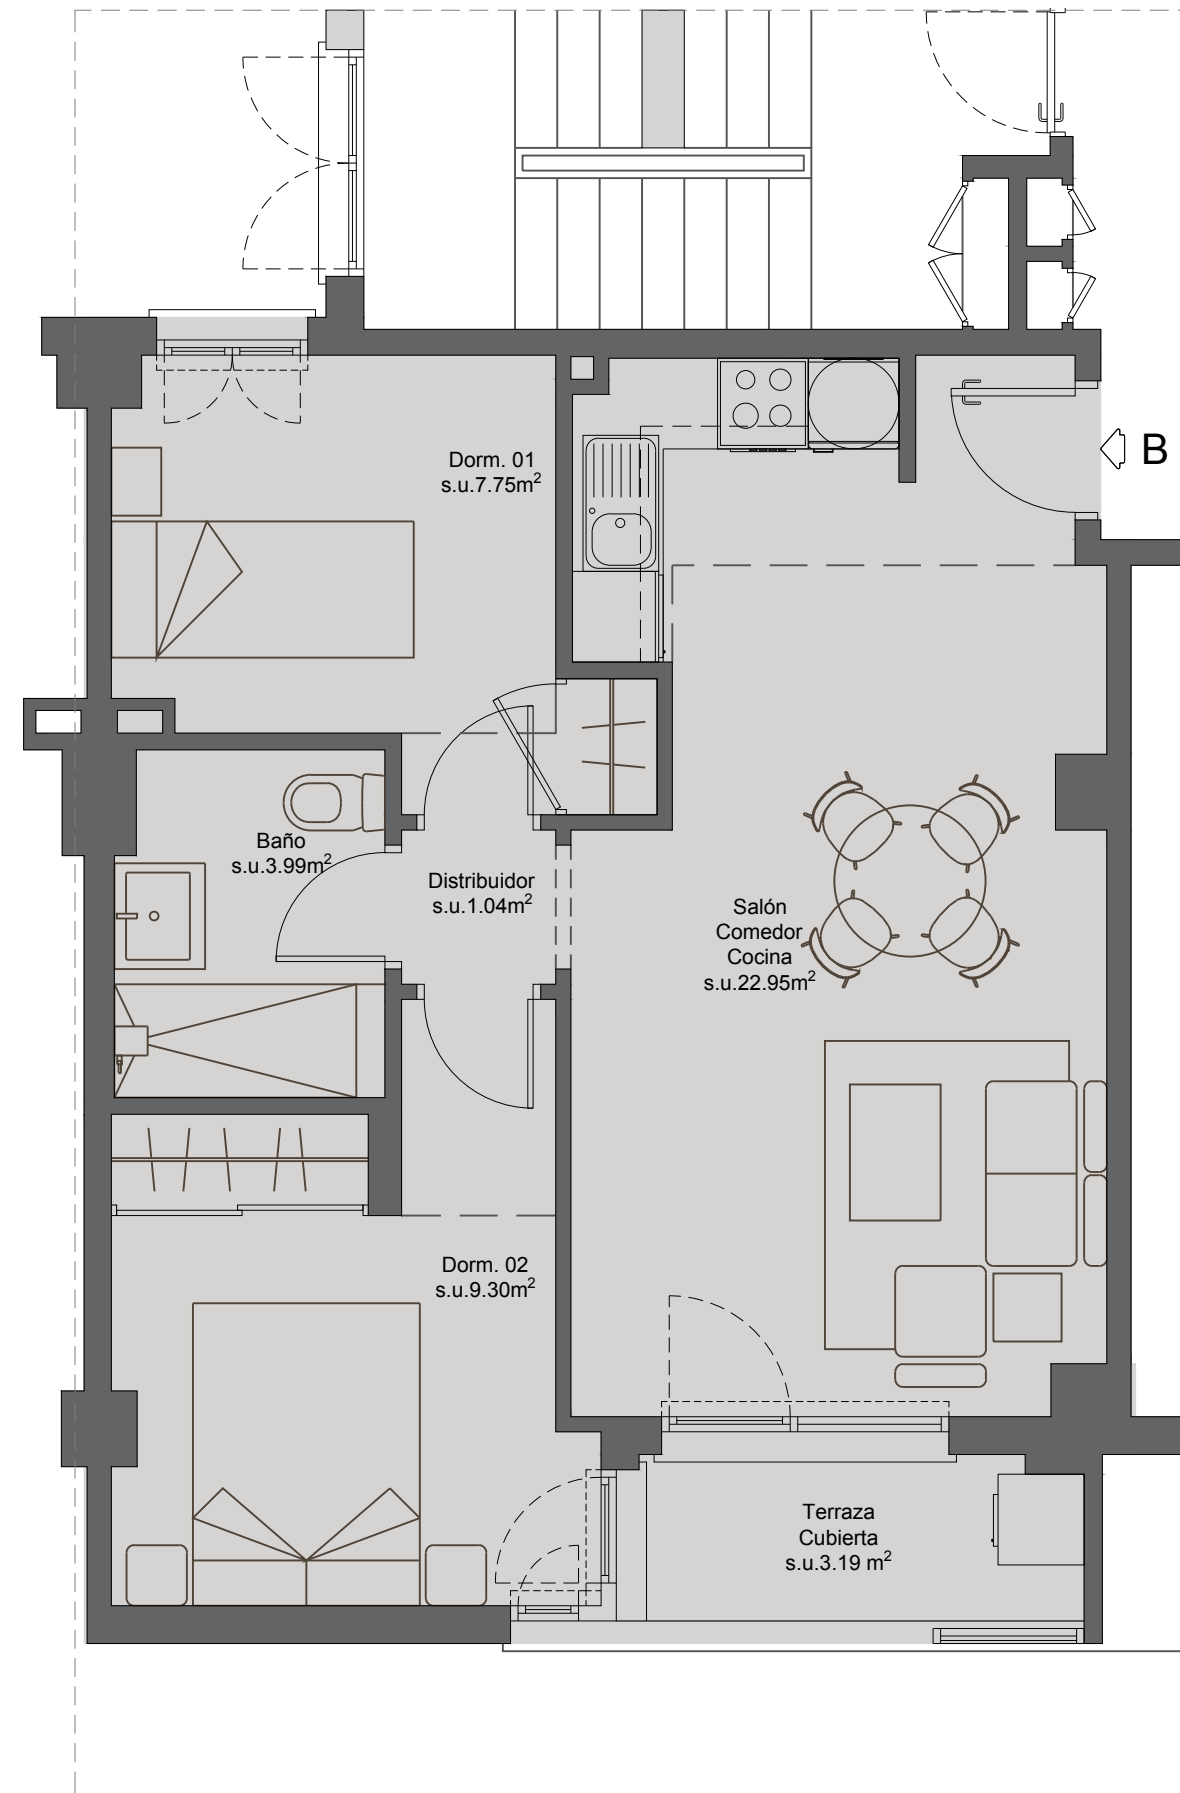 B
Dorm. 01
s.u.7.75m²
Baño
s.u.3.99m²
Distribuidor
s.u.1.04m²
Salón
Comedor
Cocina
s.u.22.95m²
Dorm. 02
s.u.9.30m²
Terraza
Cubierta
s.u.3.19 m²